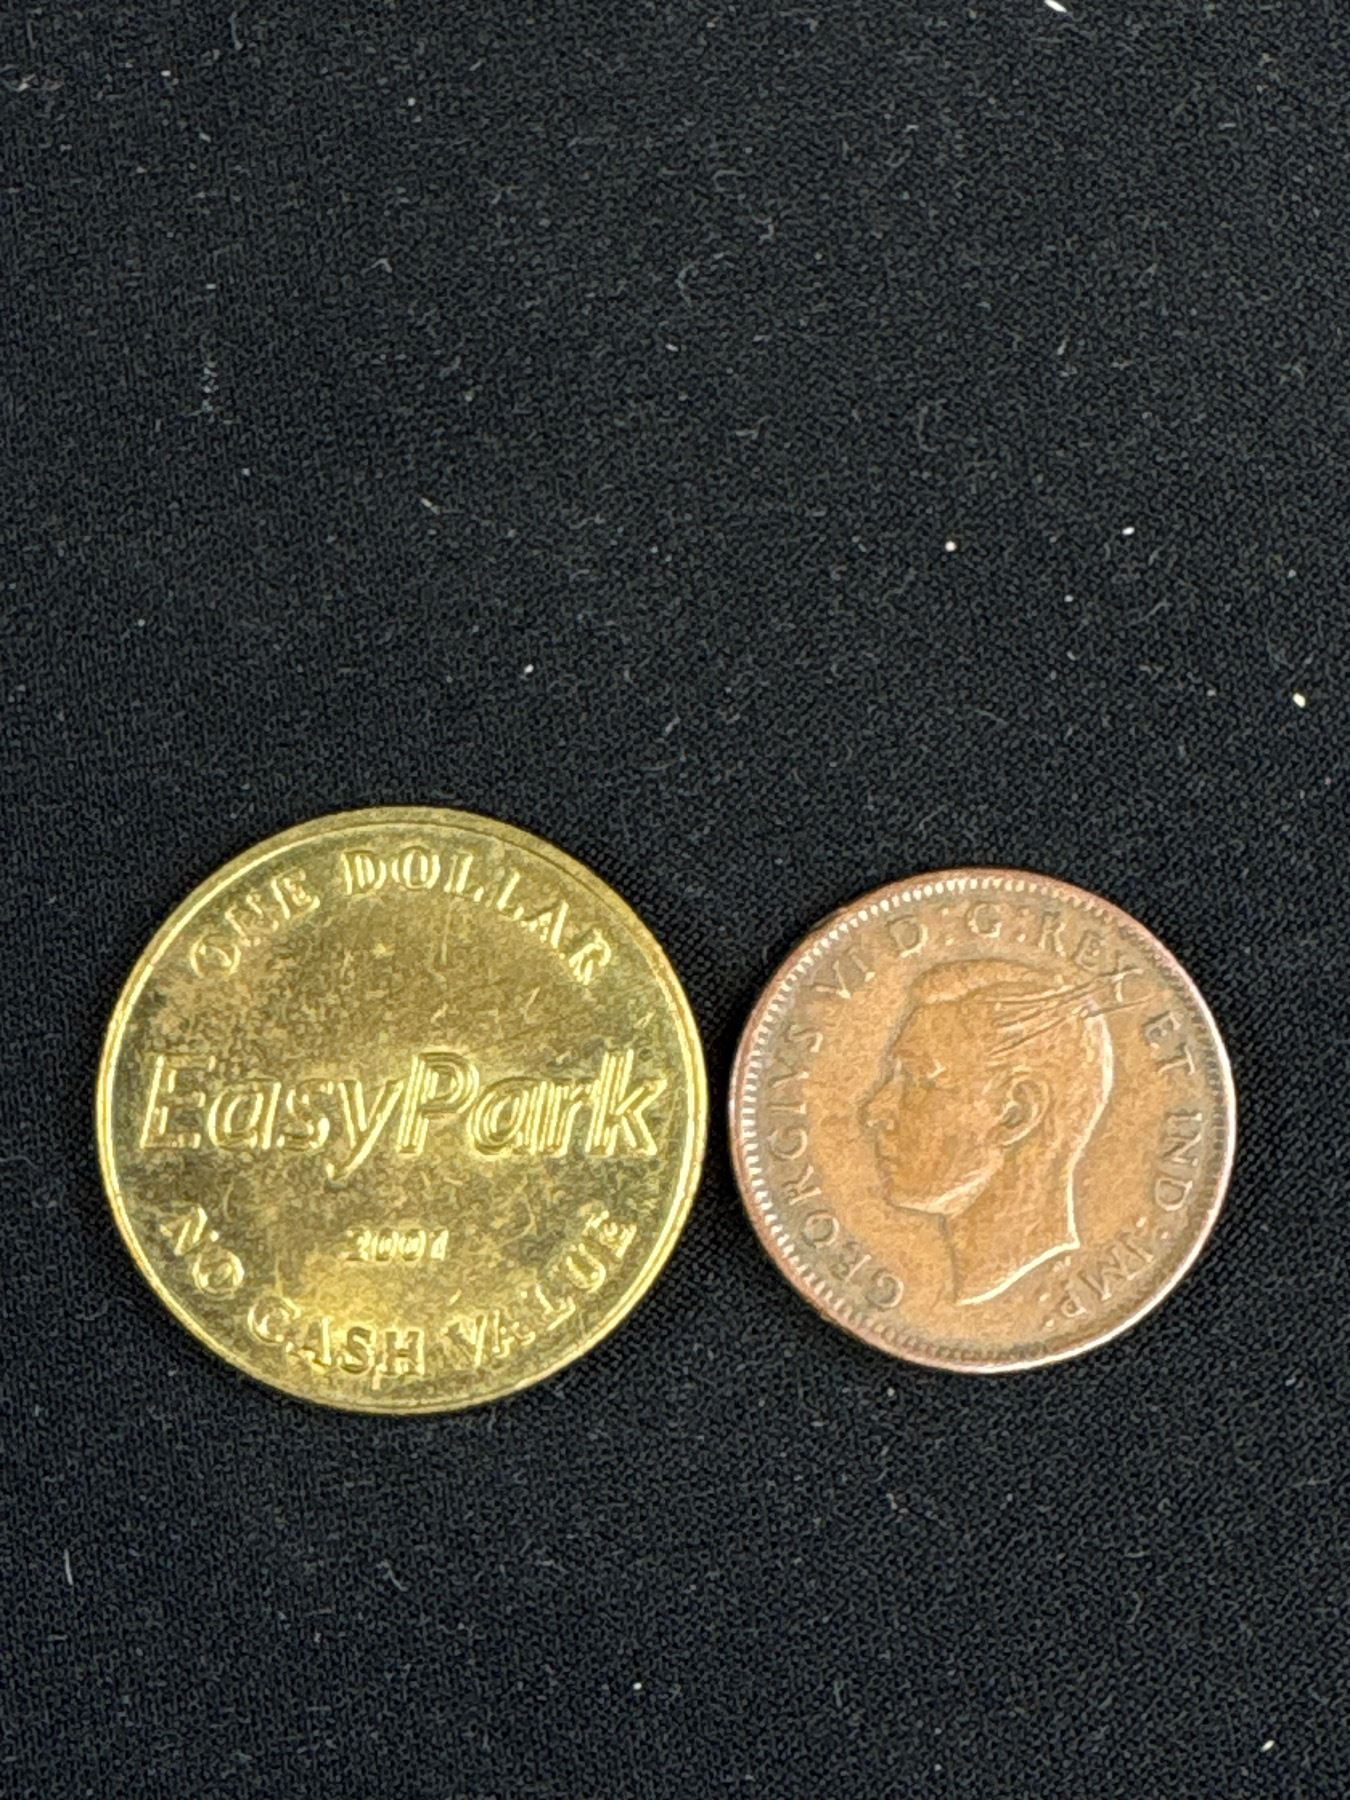 ONE DOLLAR
EasyPark
2001
NO CASH VALUE
GEORGIVS VI D:G:REX ET IND:IMP: